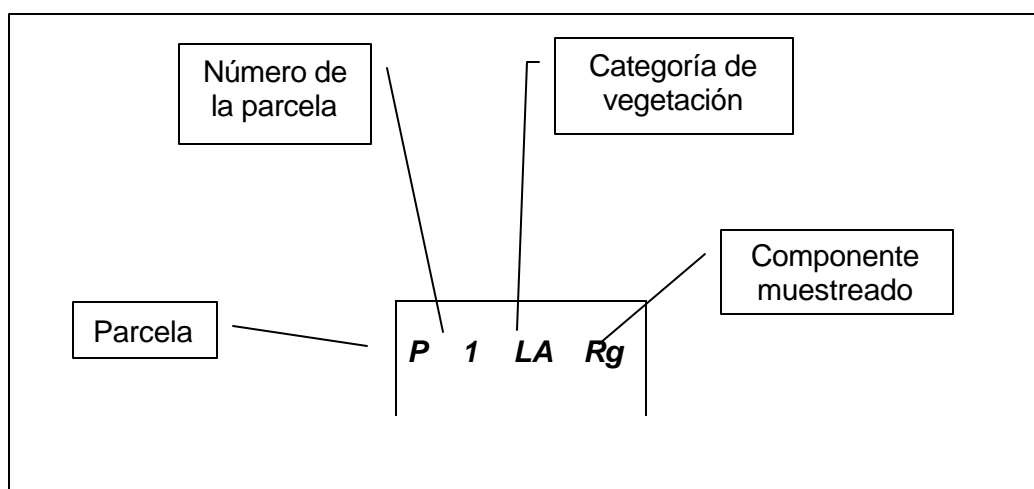 Número de
la parcela
Categoría de
vegetación
Componente
muestreado
Parcela
P 1 LA Rg